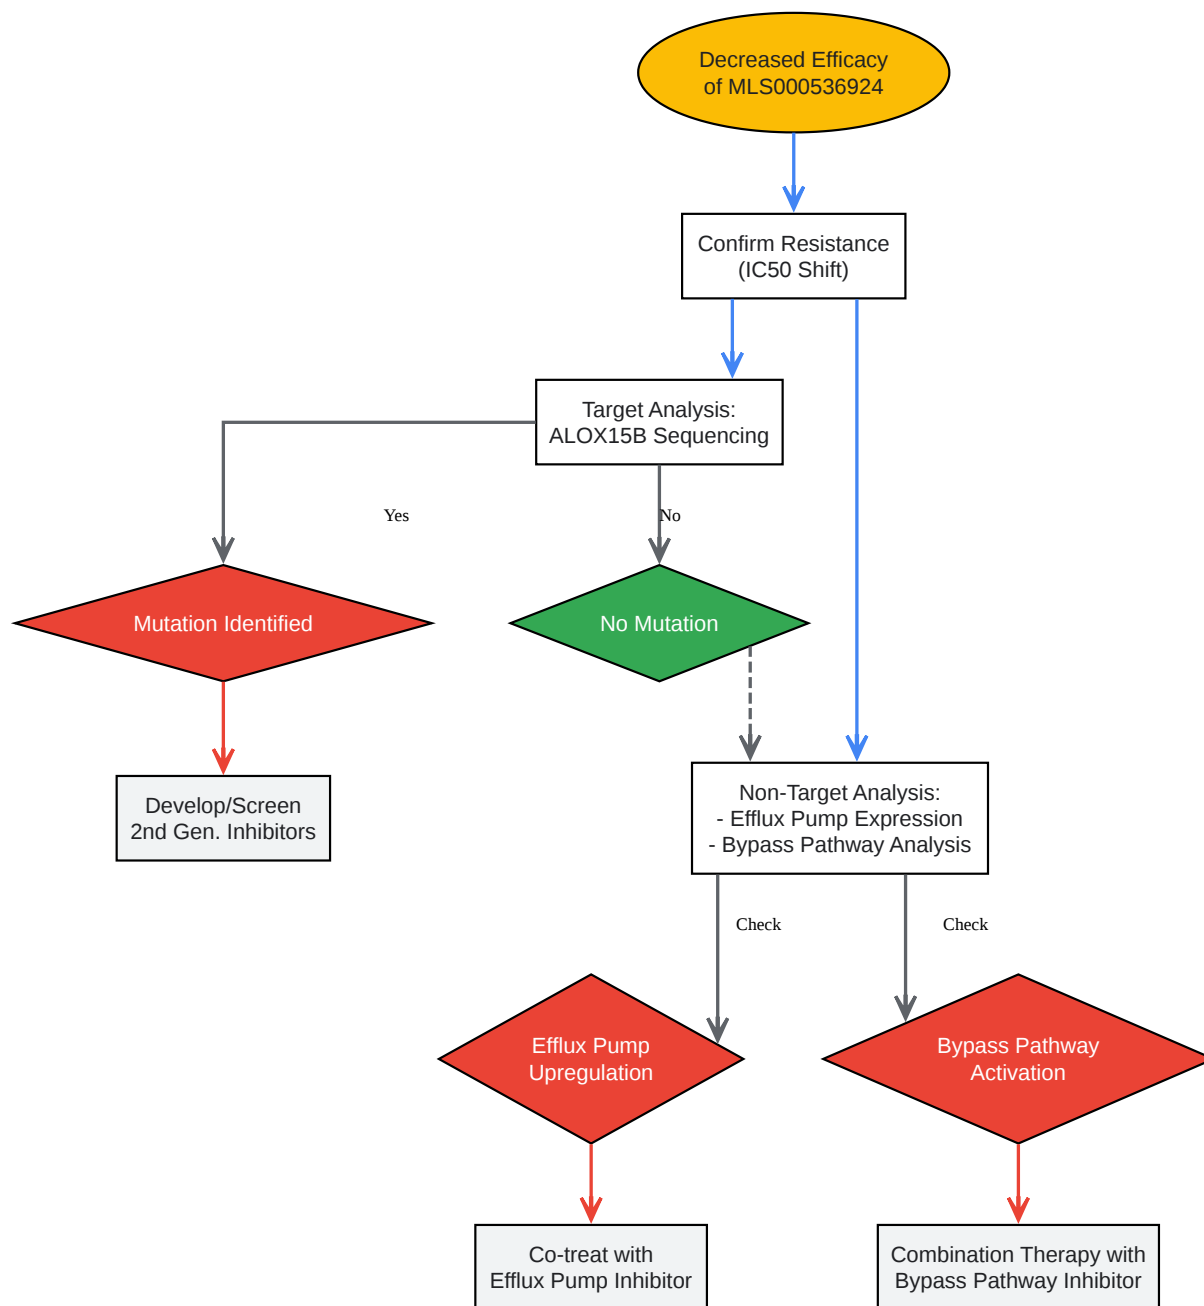 Decreased Efficacy
of MLS000536924
Confirm Resistance
(IC50 Shift)
Target Analysis:
ALOX15B Sequencing
Yes
No
Mutation Identified
No Mutation
Develop/Screen
2nd Gen. Inhibitors
Non-Target Analysis:
- Efflux Pump Expression
- Bypass Pathway Analysis
Check
Check
Efflux Pump
Upregulation
Bypass Pathway
Activation
Co-treat with
Efflux Pump Inhibitor
Combination Therapy with
Bypass Pathway Inhibitor